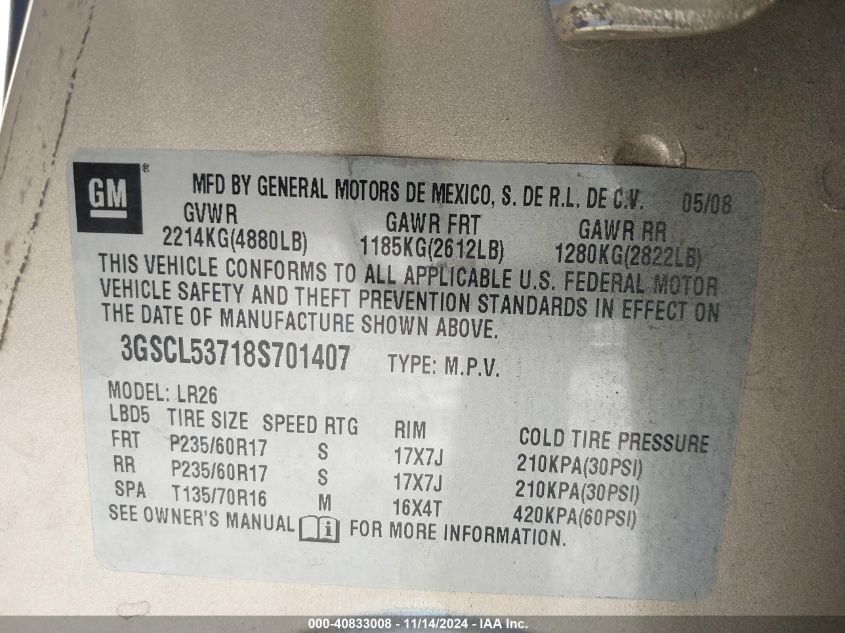 GM® MFD BY GENERAL MOTORS DE MEXICO, S. DE R.L. DE C.V. 05/08
GVWR GAWR FRT GAWR RR
2214KG(4880LB) 1185KG(2612LB) 1280KG(2822LB)
THIS VEHICLE CONFORMS TO ALL APPLICABLE U.S. FEDERAL MOTOR
VEHICLE SAFETY AND THEFT PREVENTION STANDARDS IN EFFECT ON
THE DATE OF MANUFACTURE SHOWN ABOVE.
3GSCL53718S701407 TYPE: M.P.V.
MODEL: LR26
LBD5 TIRE SIZE SPEED RTG RIM COLD TIRE PRESSURE
FRT P235/60R17 S 17X7J 210KPA(30PSI)
RR P235/60R17 S 17X7J 210KPA(30PSI)
SPA T135/70R16 M 16X4T 420KPA(60PSI)
SEE OWNER'S MANUAL i FOR MORE INFORMATION.
000-40833008 - 11/14/2024 - IAA, Inc.